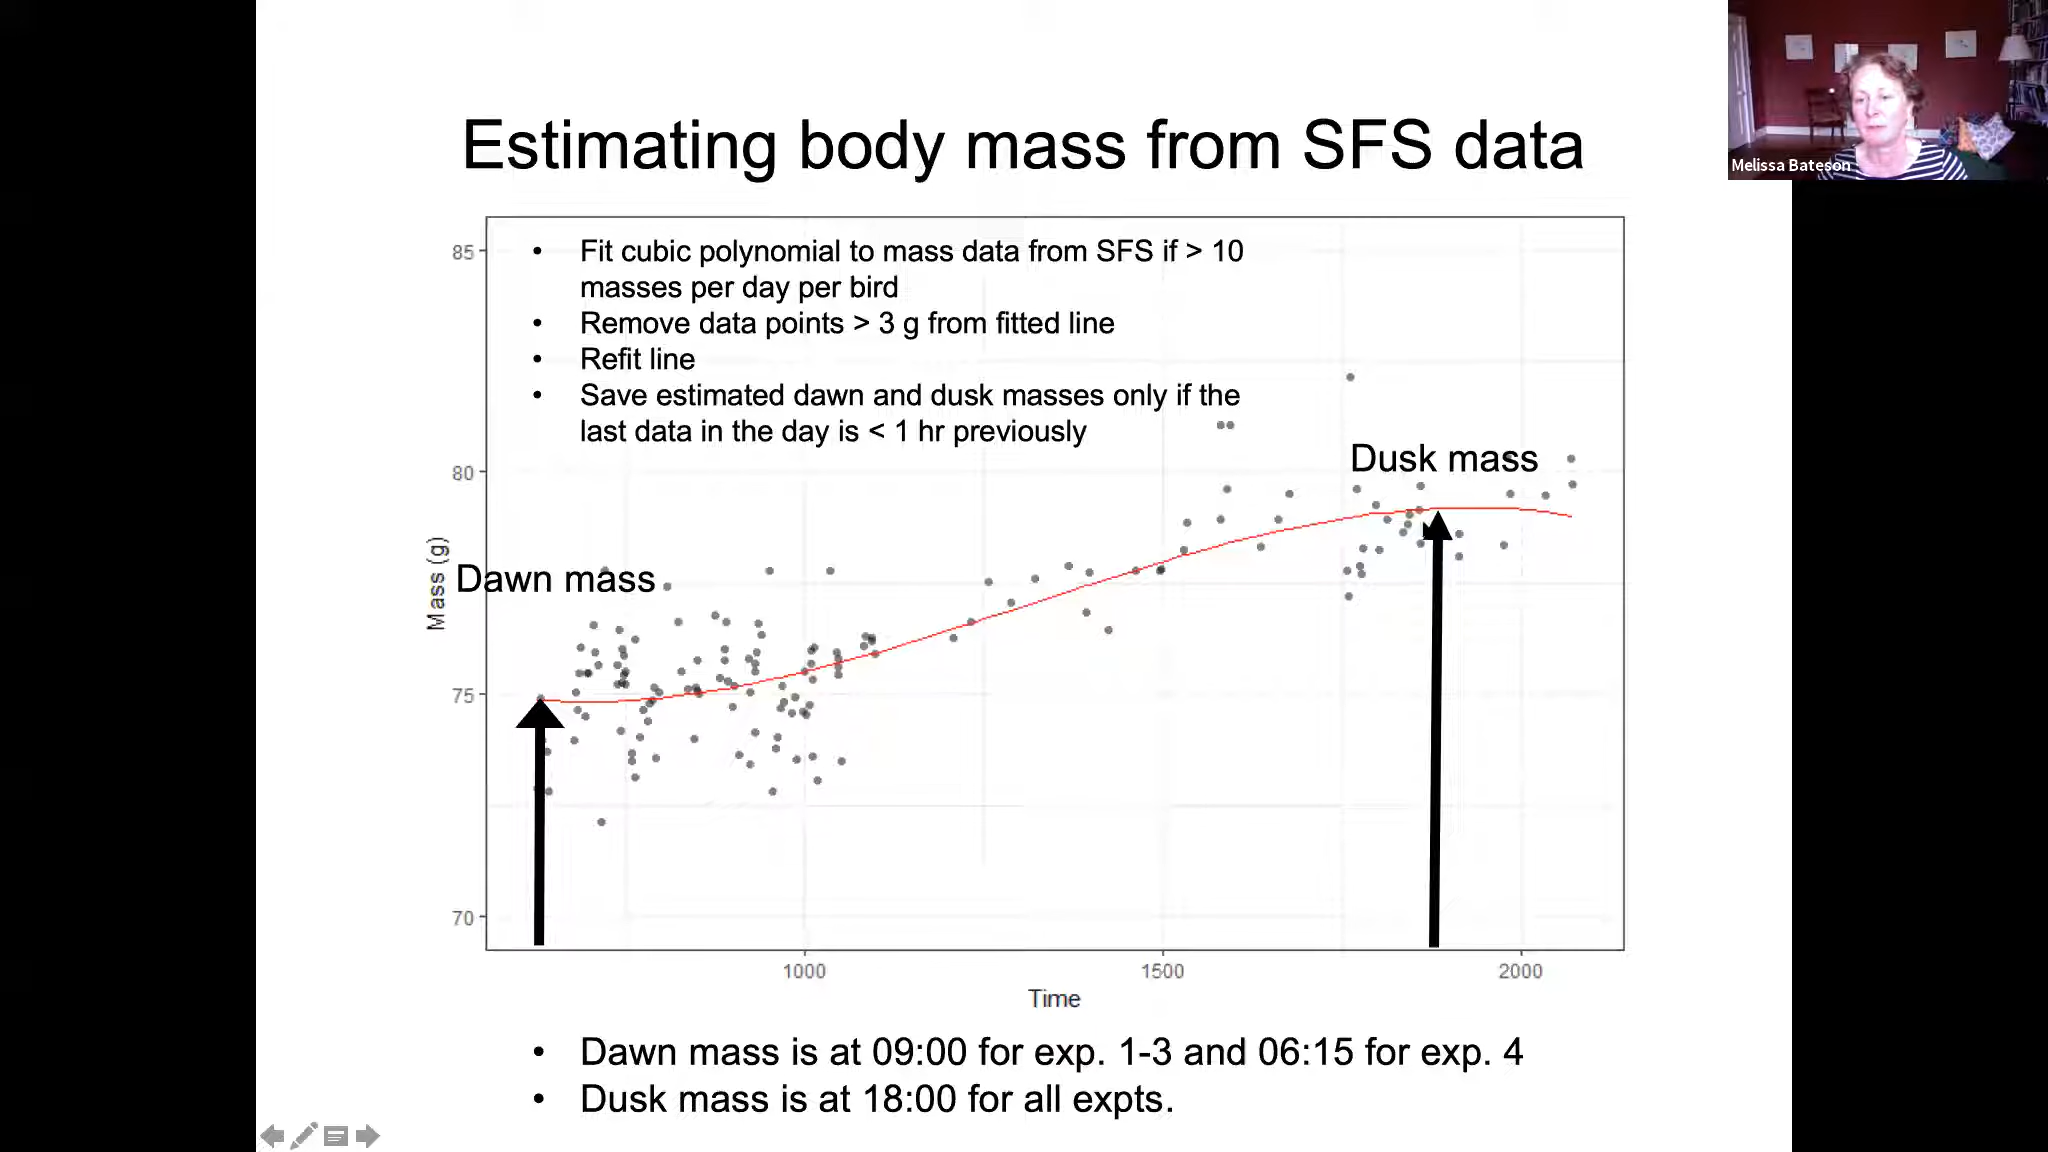 Estimating body mass from SFS data
Melissa Bateson
• Fit cubic polynomial to mass data from SFS if > 10
masses per day per bird
• Remove data points > 3 g from fitted line
• Refit line
• Save estimated dawn and dusk masses only if the
last data in the day is < 1 hr previously
85
80
75
70
Mass (g)
Dawn mass
Dusk mass
1000
1500
2000
Time
• Dawn mass is at 09:00 for exp. 1-3 and 06:15 for exp. 4
• Dusk mass is at 18:00 for all expts.